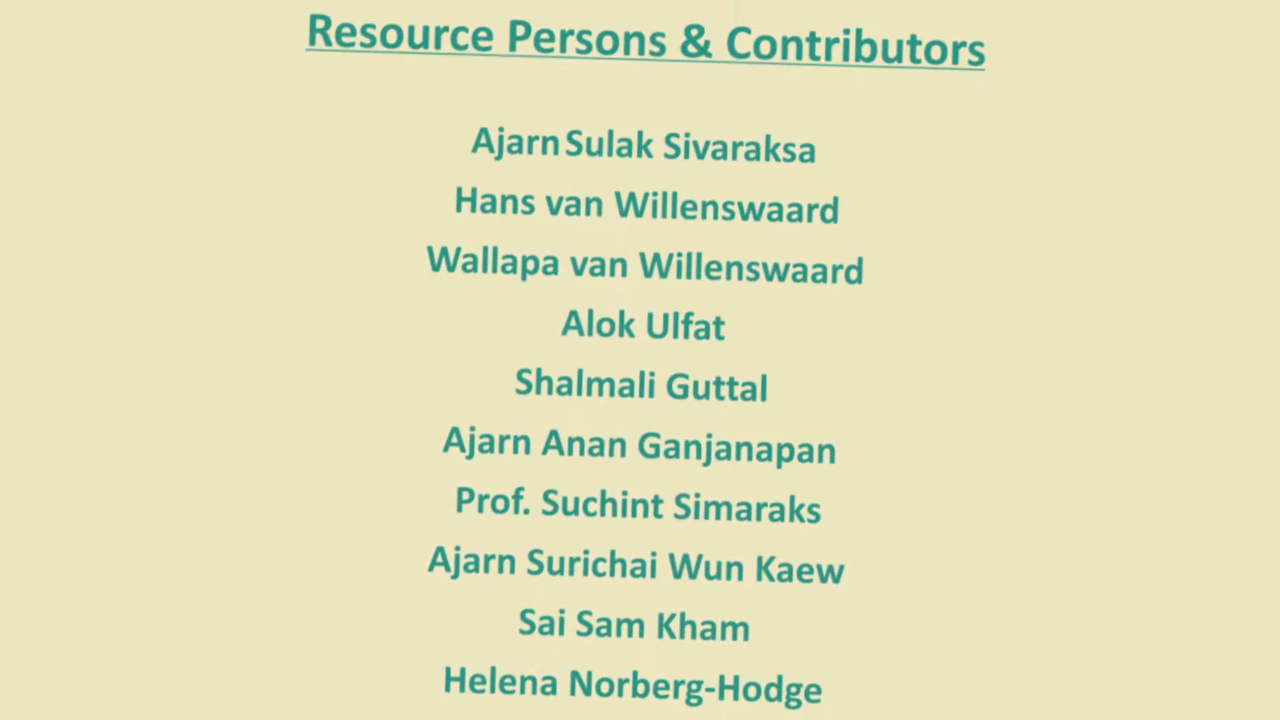 Resource Persons & Contributors
Ajarn Sulak Sivaraksa
Hans van Willenswaard
Wallapa van Willenswaard
Alok Ulfat
Shalmali Guttal
Ajarn Anan Ganjanapan
Prof. Suchint Simaraks
Ajarn Surichai Wun Kaew
Sai Sam Kham
Helena Norberg-Hodge